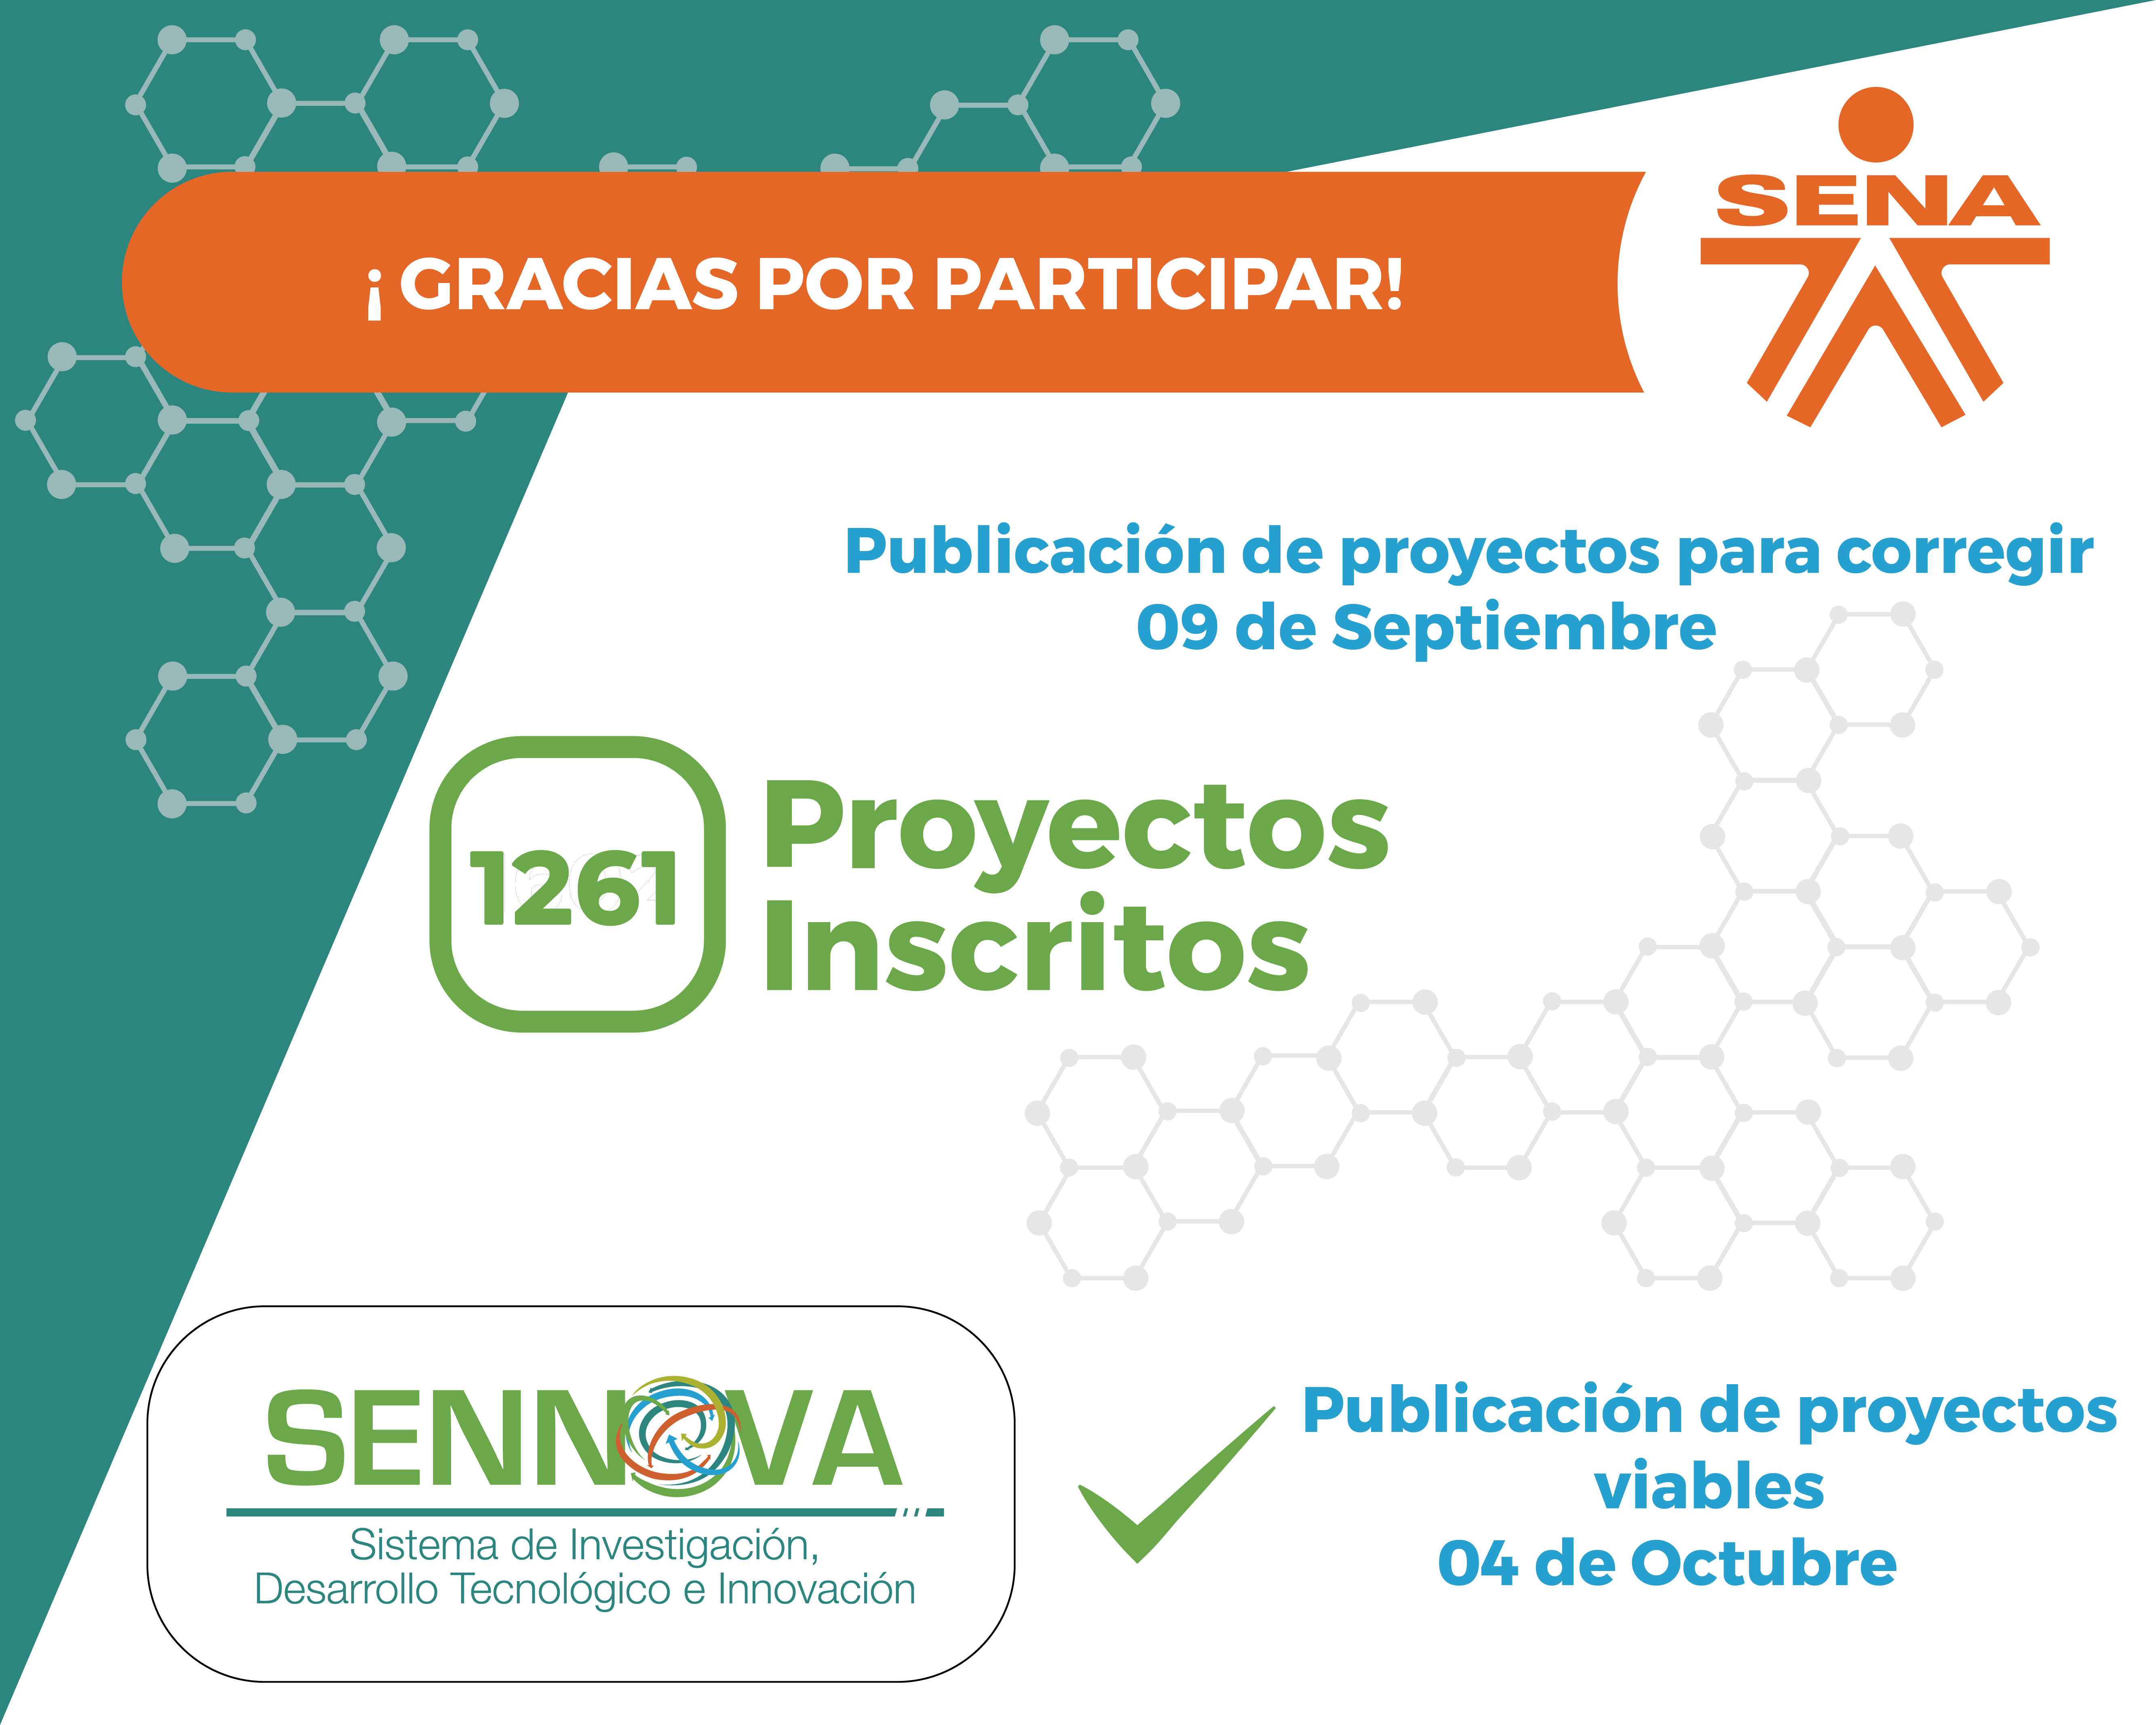 ¡GRACIAS POR PARTICIPAR!
SENA
Publicación de proyectos para corregir
09 de Septiembre
1261
Proyectos
Inscritos
SENNOVA
Sistema de Investigación,
Desarrollo Tecnológico e Innovación
Publicación de proyectos
viables
04 de Octubre